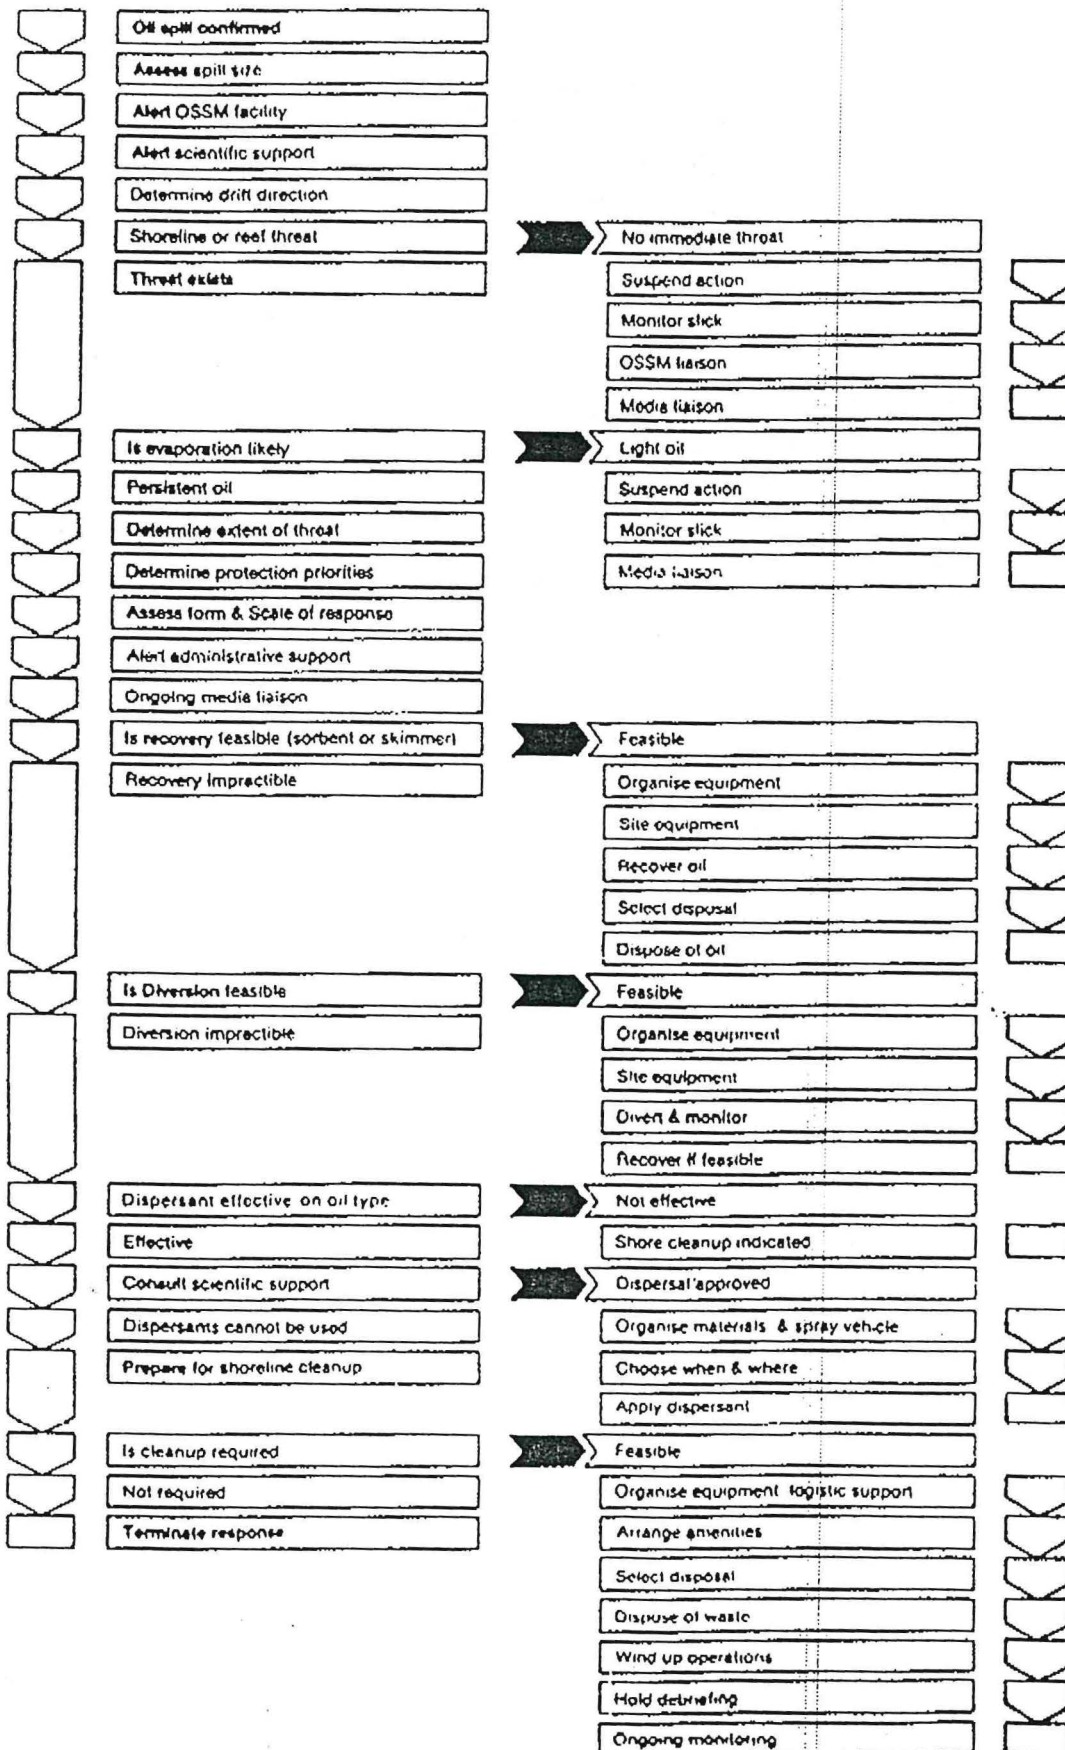 Oil spill confirmed
Assess spill size
Alert OSSM facility
Alert scientific support
Determine drift direction
Shoreline or reef threat
No immediate threat
Threat exists
Suspend action
Monitor slick
OSSM liaison
Media liaison
Is evaporation likely
Light oil
Persistent oil
Suspend action
Determine extent of threat
Monitor slick
Determine protection priorities
Media liaison
Assess form & Scale of response
Alert administrative support
Ongoing media liaison
Is recovery feasible (sorbent or skimmer)
Feasible
Recovery Impractible
Organise equipment
Site equipment
Recover oil
Select disposal
Dispose of oil
Is Diversion feasible
Feasible
Diversion impractible
Organise equipment
Site equipment
Divert & monitor
Recover if feasible
Dispersant effective on oil type
Not effective
Effective
Shore cleanup indicated
Consult scientific support
Dispersal approved
Dispersants cannot be used
Organise materials & spray vehicle
Prepare for shoreline cleanup
Choose when & where
Apply dispersant
Is cleanup required
Feasible
Not required
Organise equipment logistic support
Terminate response
Arrange amenities
Select disposal
Dispose of waste
Wind up operations
Hold debriefing
Ongoing monitoring